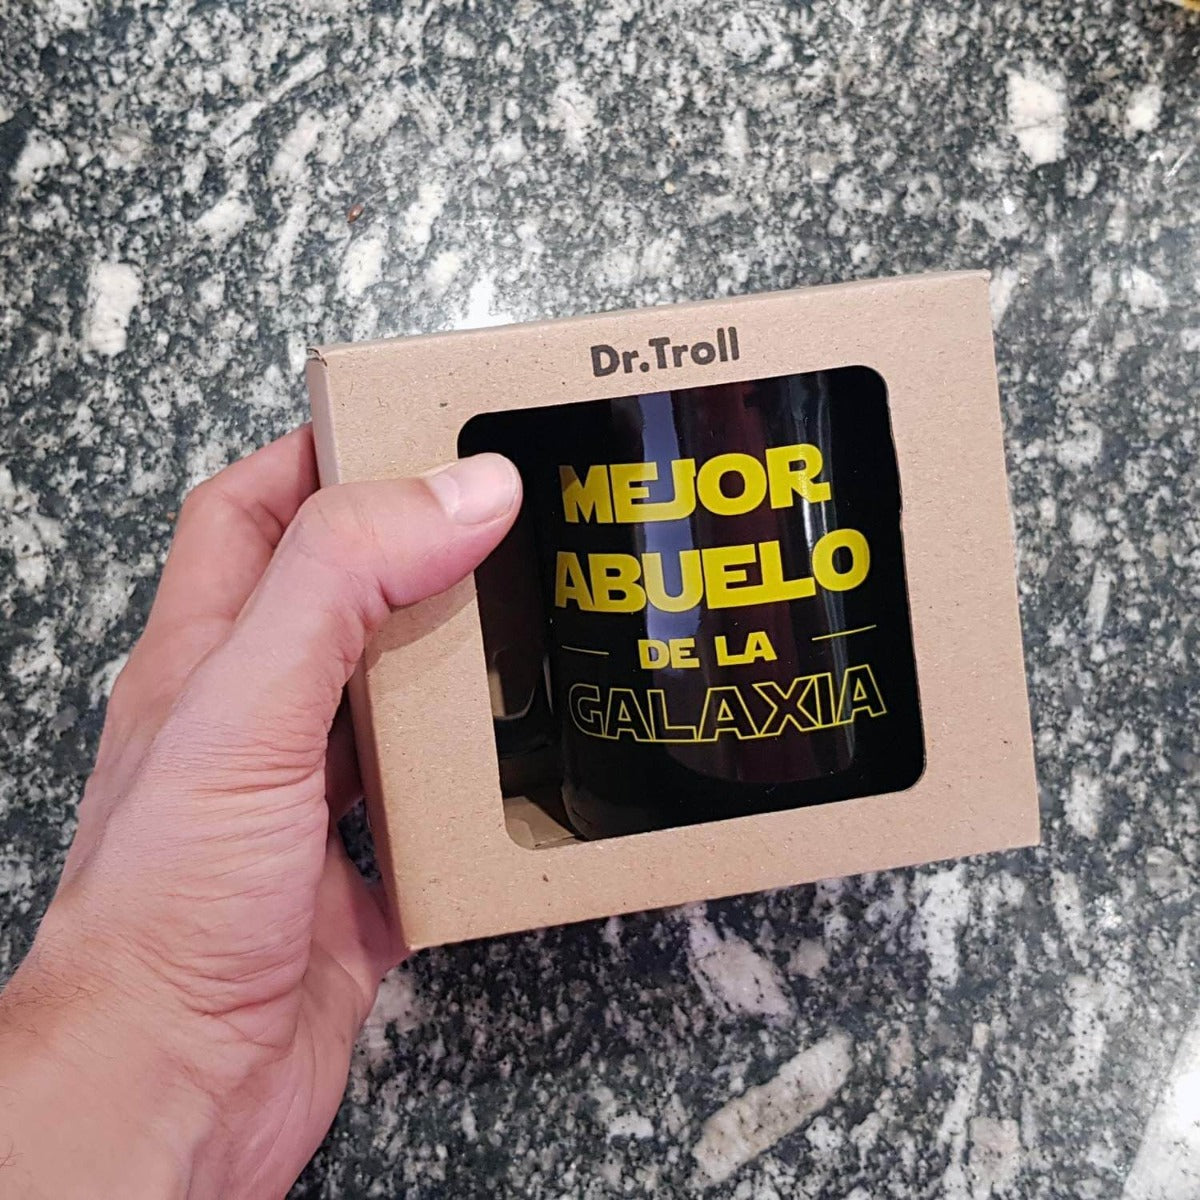 Dr.Troll
MEJOR
ABUELO
DE LA
GALAXIA